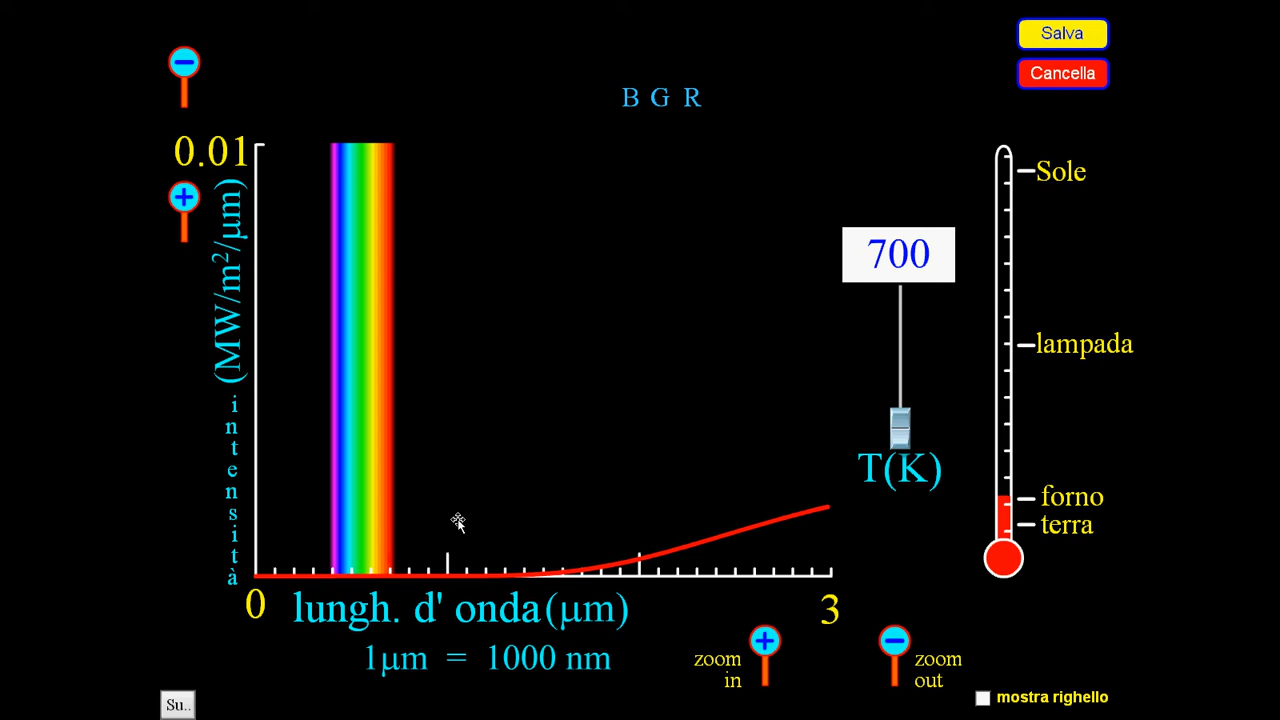 Salva
Cancella
B G R
0.01
intensità (MW/m²/μm)
700
T(K)
Sole
lampada
forno
terra
0
lungh. d' onda(μm)
3
1μm = 1000 nm
zoom in
zoom out
Su..
mostra righello